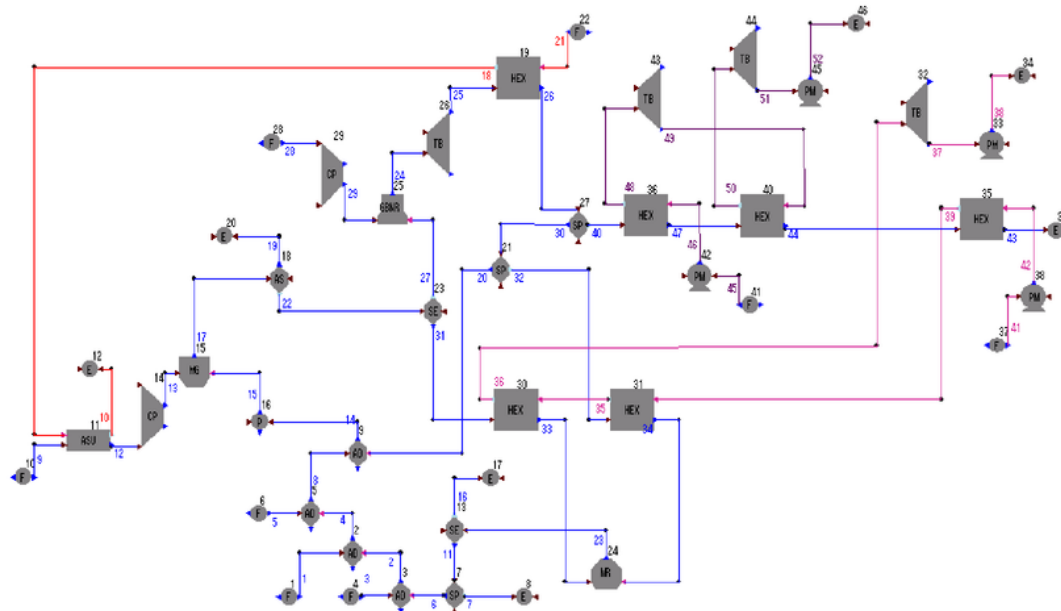 44
46
E
22
F
52
43
TB
45
PM
21
19
HEX
18
34
E
32
51
38
TB
33
PM
26
25
26
TB
49
37
28
F
28
29
CP
29
24
25
GBNR
48
36
HEX
46
50
40
HEX
39
35
HEX
27
SP
30
40
47
44
43
E
20
E
19
18
AS
22
21
SP
20
32
42
PM
45
F
41
42
38
PM
37
F
41
27
23
SE
31
17
15
MG
12
E
14
CP
13
15
10
11
ASU
12
10
F
9
16
P
14
9
AD
36
30
HEX
33
35
31
HEX
34
8
6
F
5
5
AD
4
17
E
16
13
SE
11
23
24
MR
2
AD
2
1
F
1
4
F
3
3
AD
6
7
SP
7
8
E